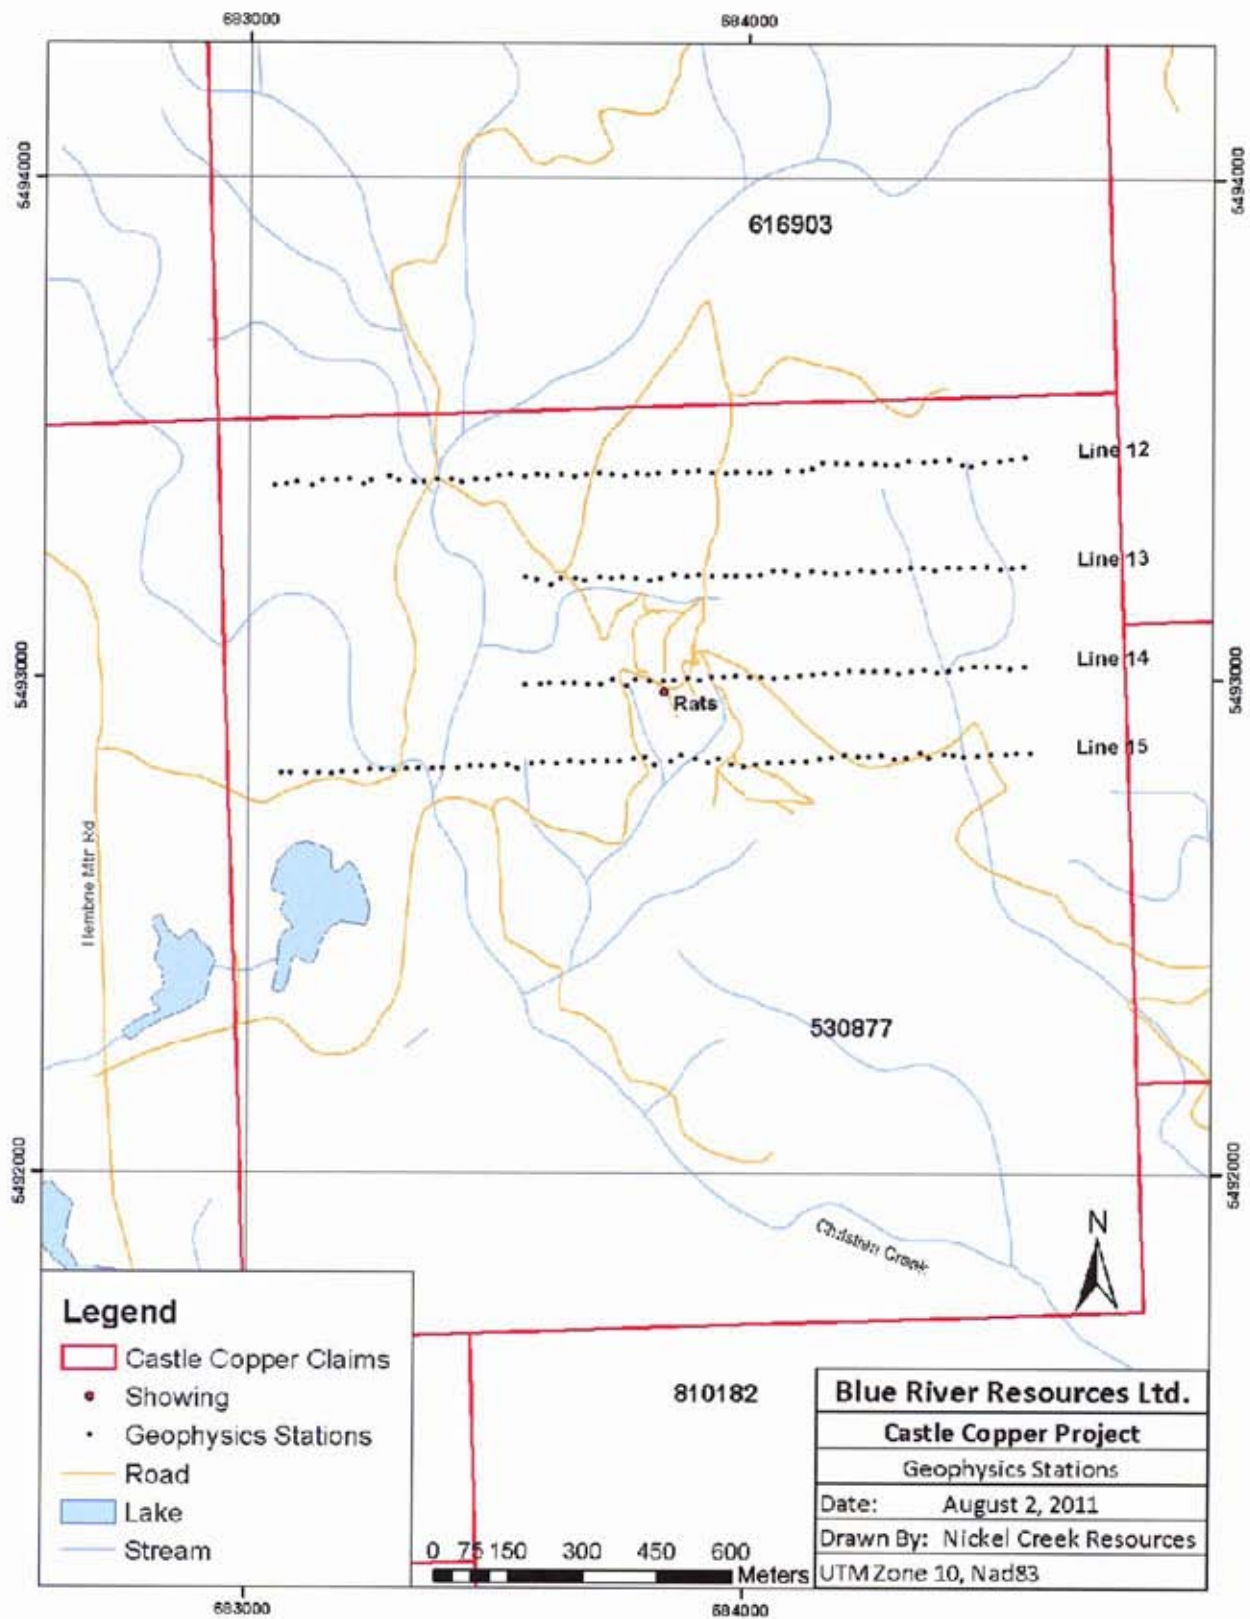 683000
684000
5494000
5494000
616903
Line 12
Line 13
5493000
5493000
Line 14
Rats
Line 15
530877
5492000
5492000
N
Creek
Legend
Castle Copper Claims
Showing
Geophysics Stations
Road
Lake
Stream
810182
0 75 150 300 450 600
Meters
Blue River Resources Ltd.
Castle Copper Project
Geophysics Stations
Date: August 2, 2011
Drawn By: Nickel Creek Resources
UTM Zone 10, Nad83
683000
684000